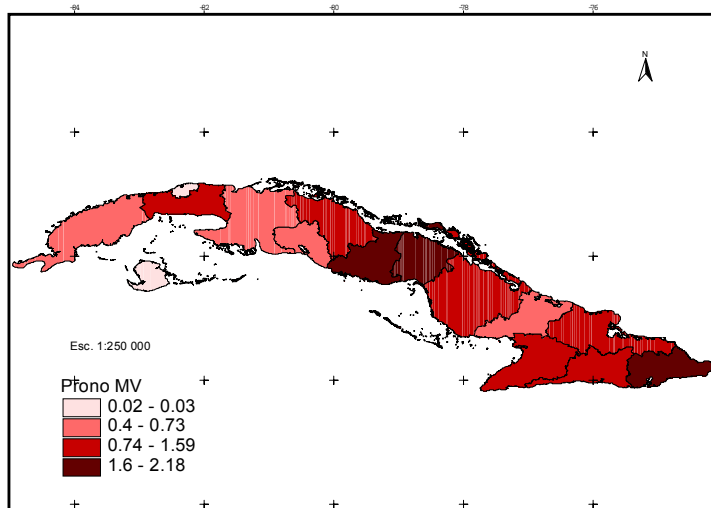 -84 -82 -80 -78 -76
N
Esc. 1:250 000
Prono MV
0.02 - 0.03
0.4 - 0.73
0.74 - 1.59
1.6 - 2.18